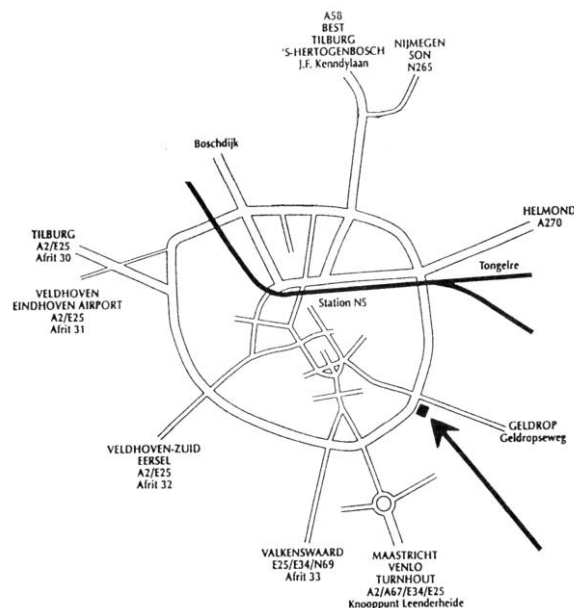 A58
BEST
TILBURG
'S-HERTOGENBOSCH
J.F. Kenndylaan
NIJMEGEN
SON
N265
Boschdijk
HELMOND
A270
TILBURG
A2/E25
Afrit 30
Tongelre
VELDHOVEN
EINDHOVEN AIRPORT
A2/E25
Afrit 31
Station NS
GELDROP
Geldropseweg
VELDHOVEN-ZUID
EERSEL
A2/E25
Afrit 32
VALKENSWAARD
E25/E34/N69
Afrit 33
MAASTRICHT
VENLO
TURNHOUT
A2/A67/E34/E25
Knooppunt Leenderheide